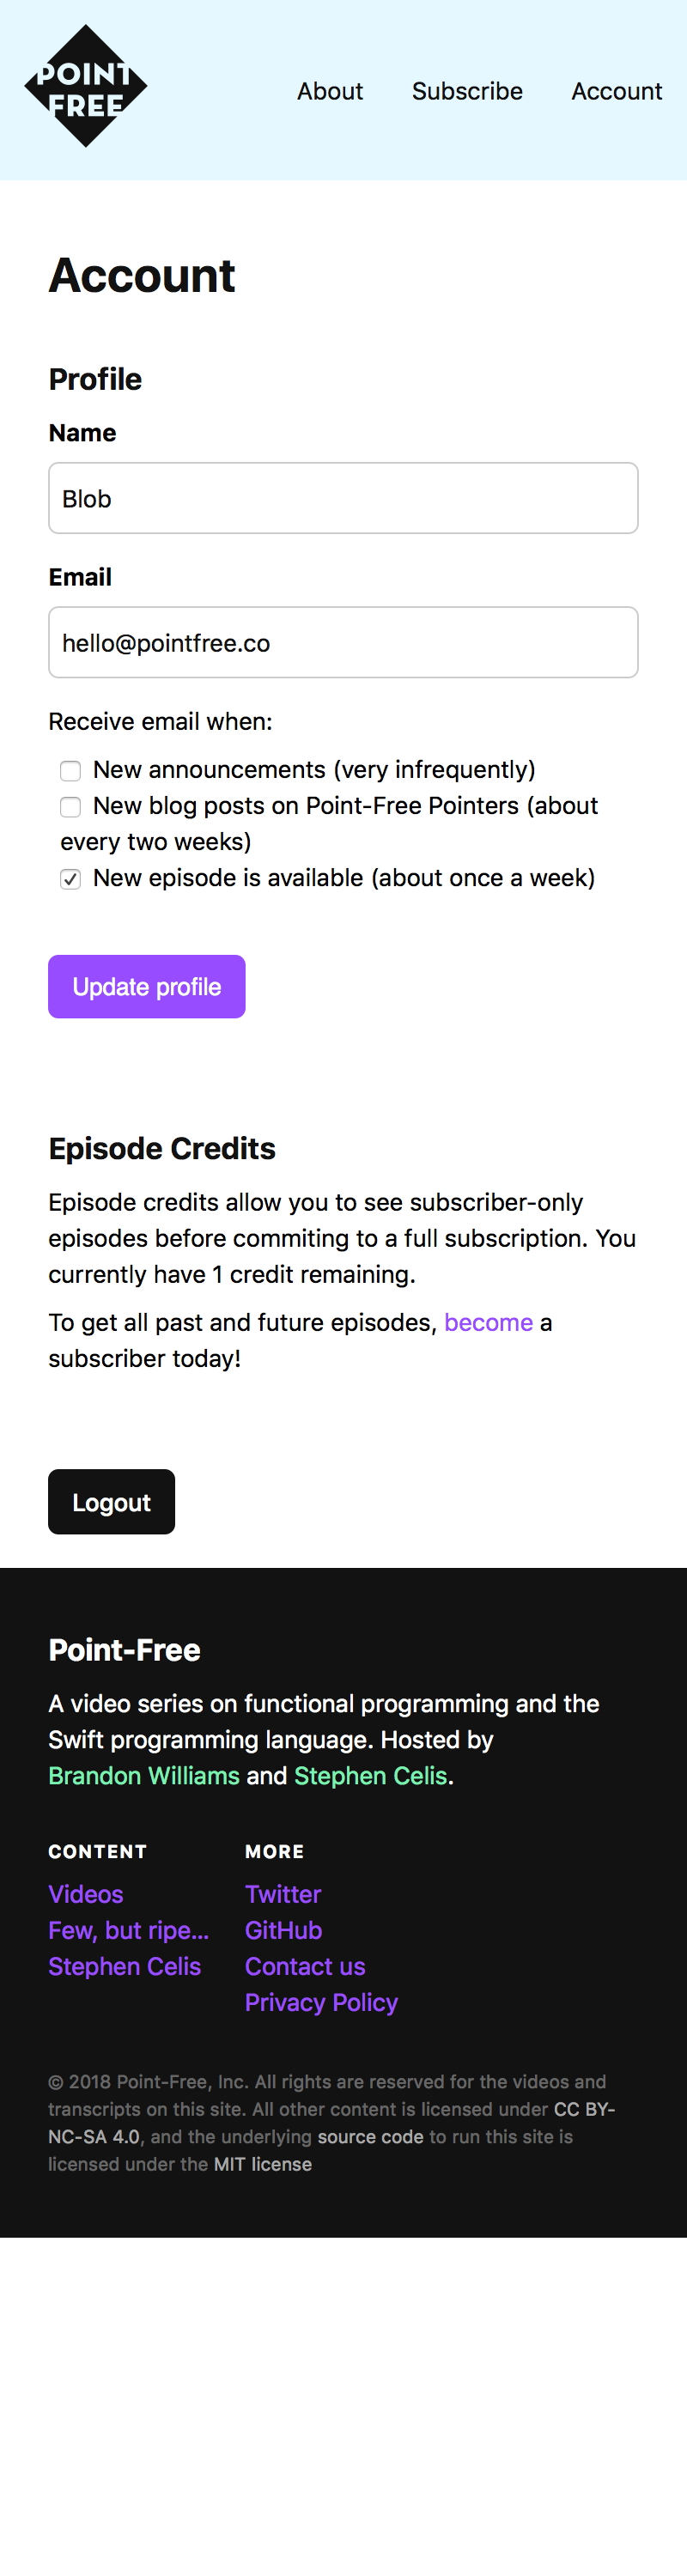 POINT
FREE
About Subscribe Account
Account
Profile
Name
Blob
Email
hello@pointfree.co
Receive email when:
New announcements (very infrequently)
New blog posts on Point-Free Pointers (about
every two weeks)
New episode is available (about once a week)
Update profile
Episode Credits
Episode credits allow you to see subscriber-only
episodes before commiting to a full subscription. You
currently have 1 credit remaining.
To get all past and future episodes, become a
subscriber today!
Logout
Point-Free
A video series on functional programming and the
Swift programming language. Hosted by
Brandon Williams and Stephen Celis.
CONTENT
Videos
Few, but ripe...
Stephen Celis
MORE
Twitter
GitHub
Contact us
Privacy Policy
© 2018 Point-Free, Inc. All rights are reserved for the videos and
transcripts on this site. All other content is licensed under CC BY-
NC-SA 4.0, and the underlying source code to run this site is
licensed under the MIT license